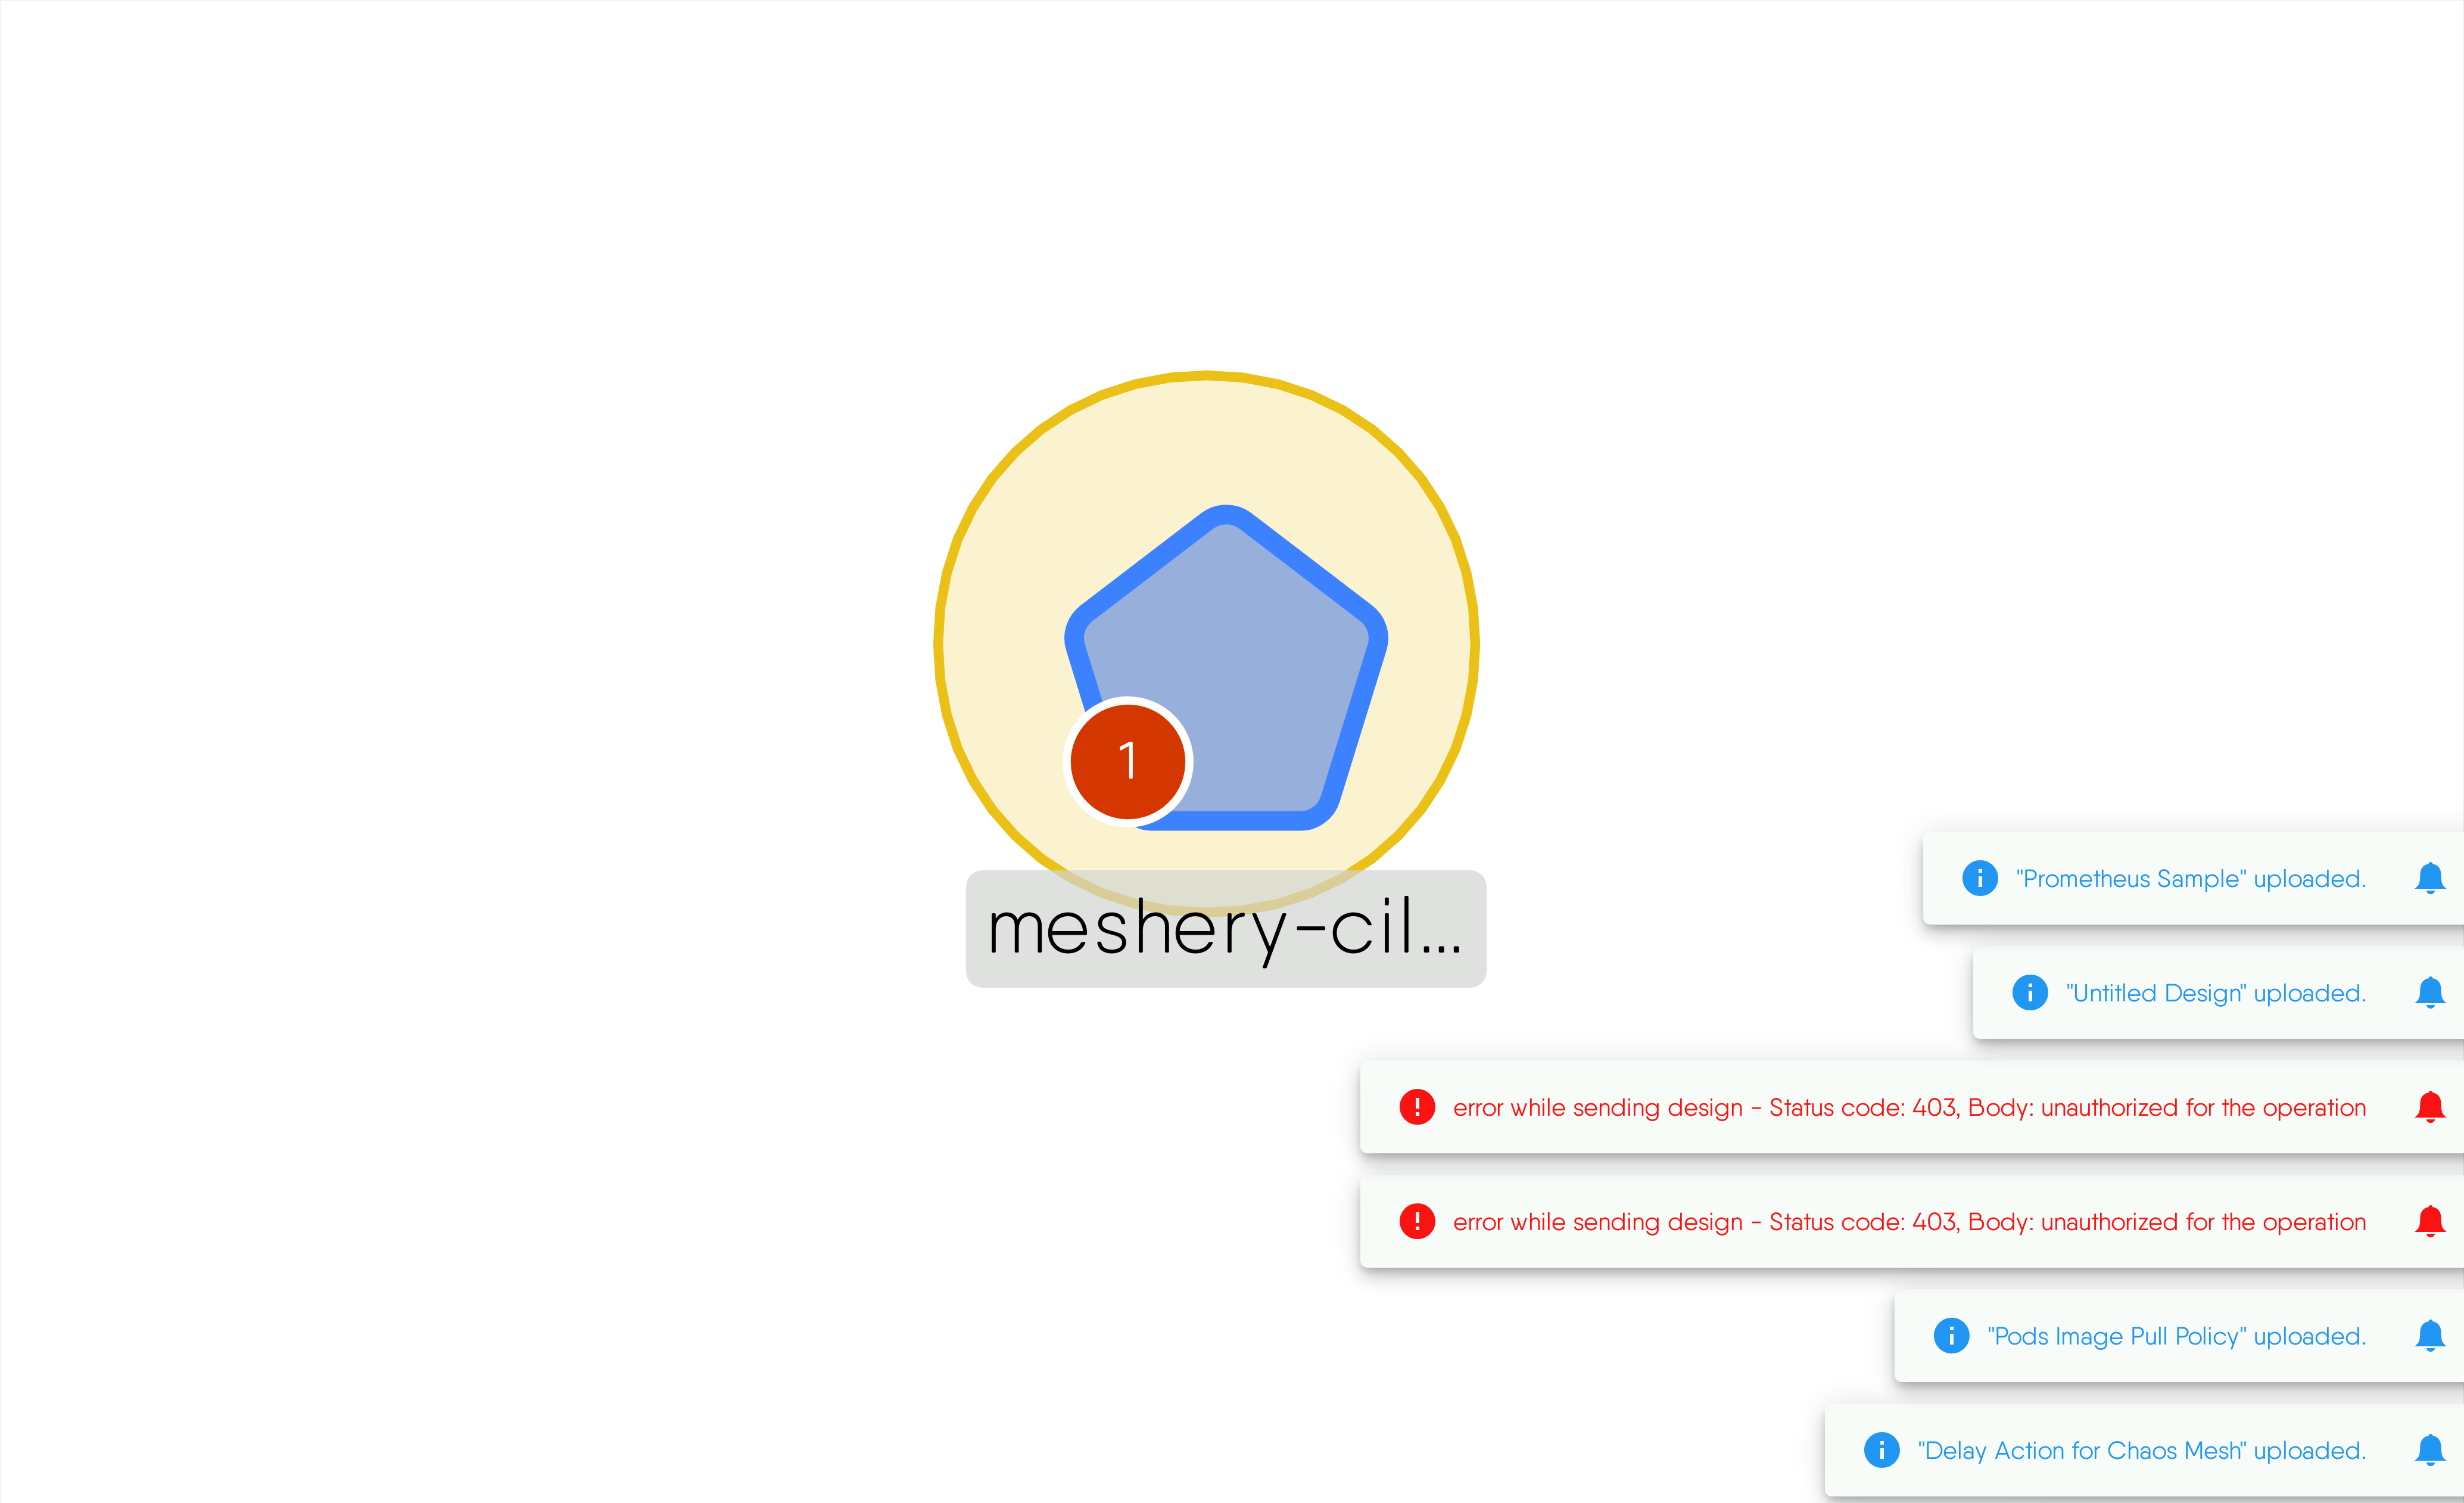 1
meshery-cil...
"Prometheus Sample" uploaded.
"Untitled Design" uploaded.
error while sending design - Status code: 403, Body: unauthorized for the operation
error while sending design - Status code: 403, Body: unauthorized for the operation
"Pods Image Pull Policy" uploaded.
"Delay Action for Chaos Mesh" uploaded.